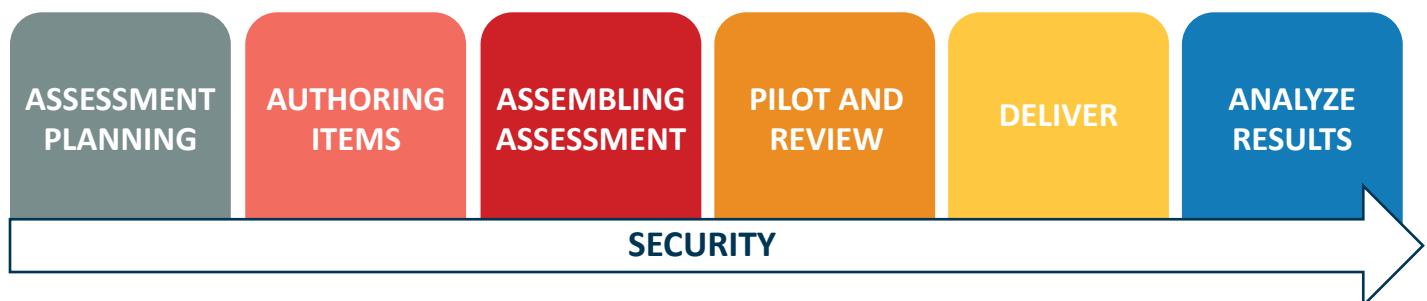 ASSESSMENT
PLANNING
AUTHORING
ITEMS
ASSEMBLING
ASSESSMENT
PILOT AND
REVIEW
DELIVER
ANALYZE
RESULTS
SECURITY